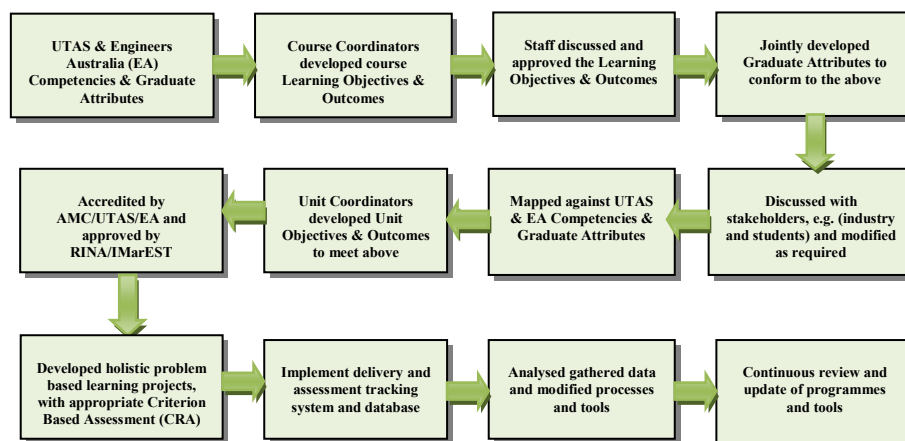 UTAS & Engineers
Australia (EA)
Competencies & Graduate
Attributes
Course Coordinators
developed course
Learning Objectives &
Outcomes
Staff discussed and
approved the Learning
Objectives & Outcomes
Jointly developed
Graduate Attributes to
conform to the above
Discussed with
stakeholders, e.g. (industry
and students) and modified
as required
Mapped against UTAS
& EA Competencies &
Graduate Attributes
Unit Coordinators
developed Unit
Objectives & Outcomes
to meet above
Accredited by
AMC/UTAS/EA and
approved by
RINA/IMarEST
Developed holistic problem
based learning projects,
with appropriate Criterion
Based Assessment (CRA)
Implement delivery and
assessment tracking
system and database
Analysed gathered data
and modified processes
and tools
Continuous review and
update of programmes
and tools